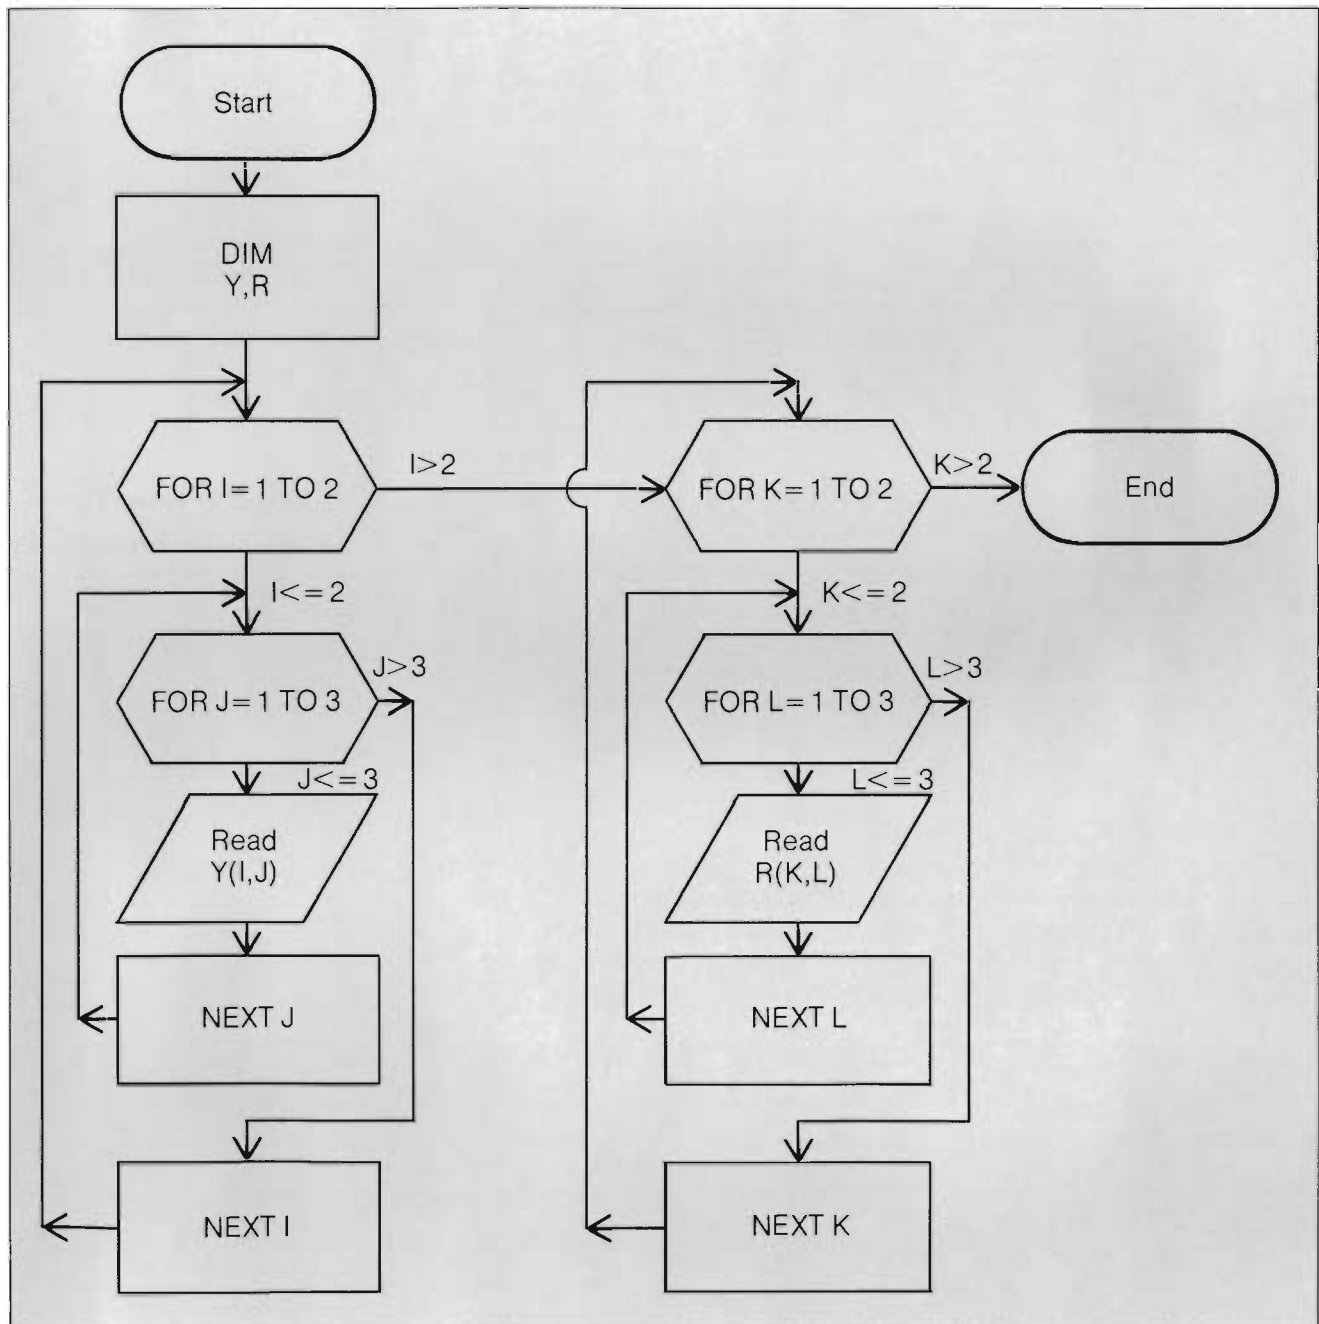 Start
DIM
Y,R
FOR I=1 TO 2
I>2
I<=2
FOR J=1 TO 3
J>3
J<=3
Read
Y(I,J)
NEXT J
NEXT I
FOR K=1 TO 2
K>2
End
K<=2
FOR L=1 TO 3
L>3
L<=3
Read
R(K,L)
NEXT L
NEXT K